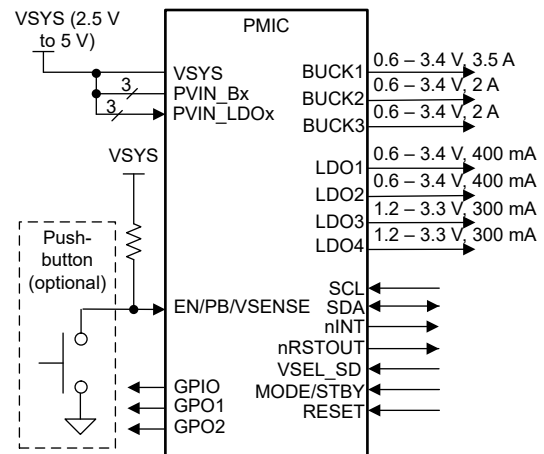 VSYS (2.5 V
to 5 V)
PMIC
VSYS
3
PVIN_Bx
3
PVIN_LDOx
VSYS
Push-
button
(optional)
EN/PB/VSENSE
GPIO
GPO1
GPO2
BUCK1
0.6 – 3.4 V, 3.5 A
BUCK2
0.6 – 3.4 V, 2 A
BUCK3
0.6 – 3.4 V, 2 A
LDO1
0.6 – 3.4 V, 400 mA
LDO2
0.6 – 3.4 V, 400 mA
LDO3
1.2 – 3.3 V, 300 mA
LDO4
1.2 – 3.3 V, 300 mA
SCL
SDA
nINT
nRSTOUT
VSEL_SD
MODE/STBY
RESET